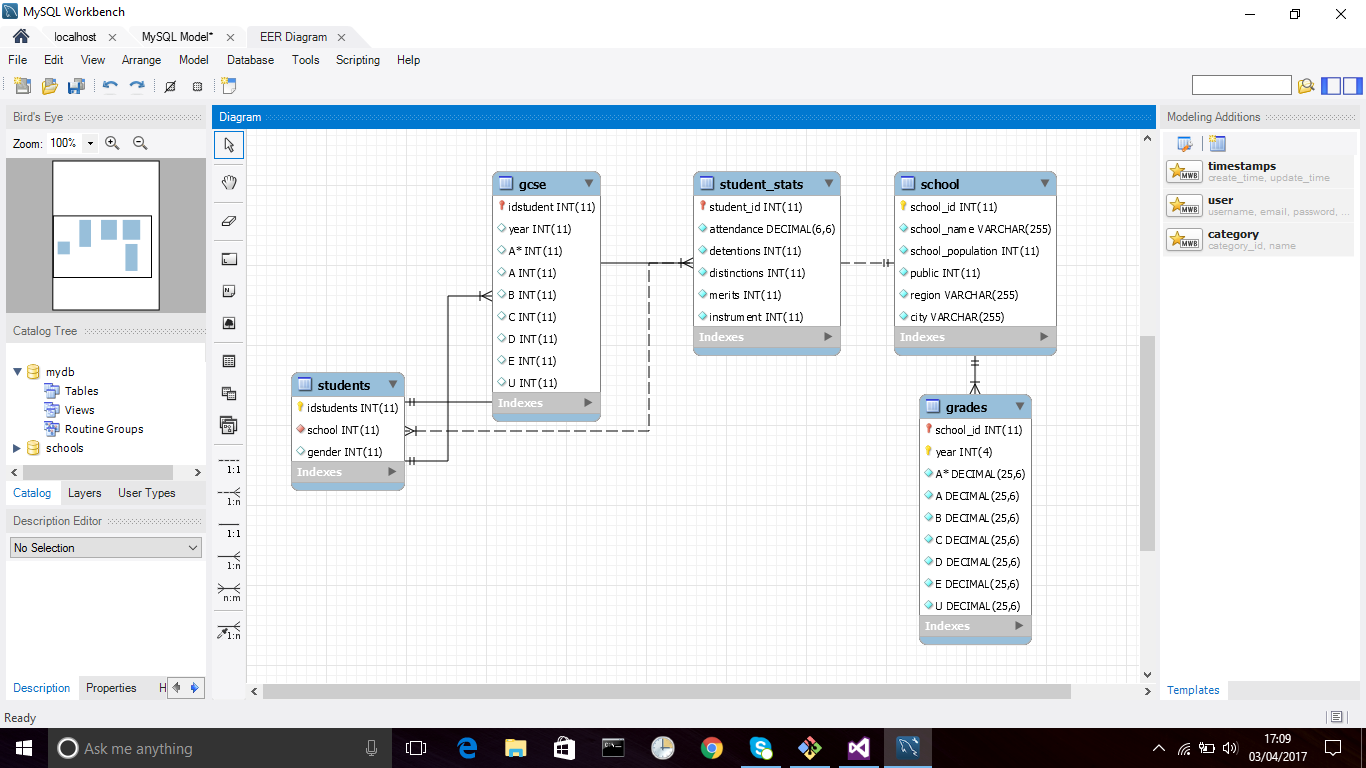 MySQL Workbench
localhost
MySQL Model*
EER Diagram
File Edit View Arrange Model Database Tools Scripting Help
Bird's Eye
Zoom: 100%
Catalog Tree
mydb
Tables
Views
Routine Groups
schools
Catalog Layers User Types
Description Editor
No Selection
Description Properties H
Diagram
1:1
1:n
1:1
1:n
n:m
1:n
gcse
idstudent INT(11)
year INT(11)
A* INT(11)
A INT(11)
B INT(11)
C INT(11)
D INT(11)
E INT(11)
U INT(11)
Indexes
student_stats
student_id INT(11)
attendance DECIMAL(6,6)
detentions INT(11)
distinctions INT(11)
merits INT(11)
instrument INT(11)
Indexes
school
school_id INT(11)
school_name VARCHAR(255)
school_population INT(11)
public INT(11)
region VARCHAR(255)
city VARCHAR(255)
Indexes
students
idstudents INT(11)
school INT(11)
gender INT(11)
Indexes
grades
school_id INT(11)
year INT(4)
A* DECIMAL(25,6)
A DECIMAL(25,6)
B DECIMAL(25,6)
C DECIMAL(25,6)
D DECIMAL(25,6)
E DECIMAL(25,6)
U DECIMAL(25,6)
Indexes
Modeling Additions
MWB
timestamps
create_time, update_time
MWB
user
username, email, password, ...
MWB
category
category_id, name
Templates
Ready
Ask me anything
17:09
03/04/2017